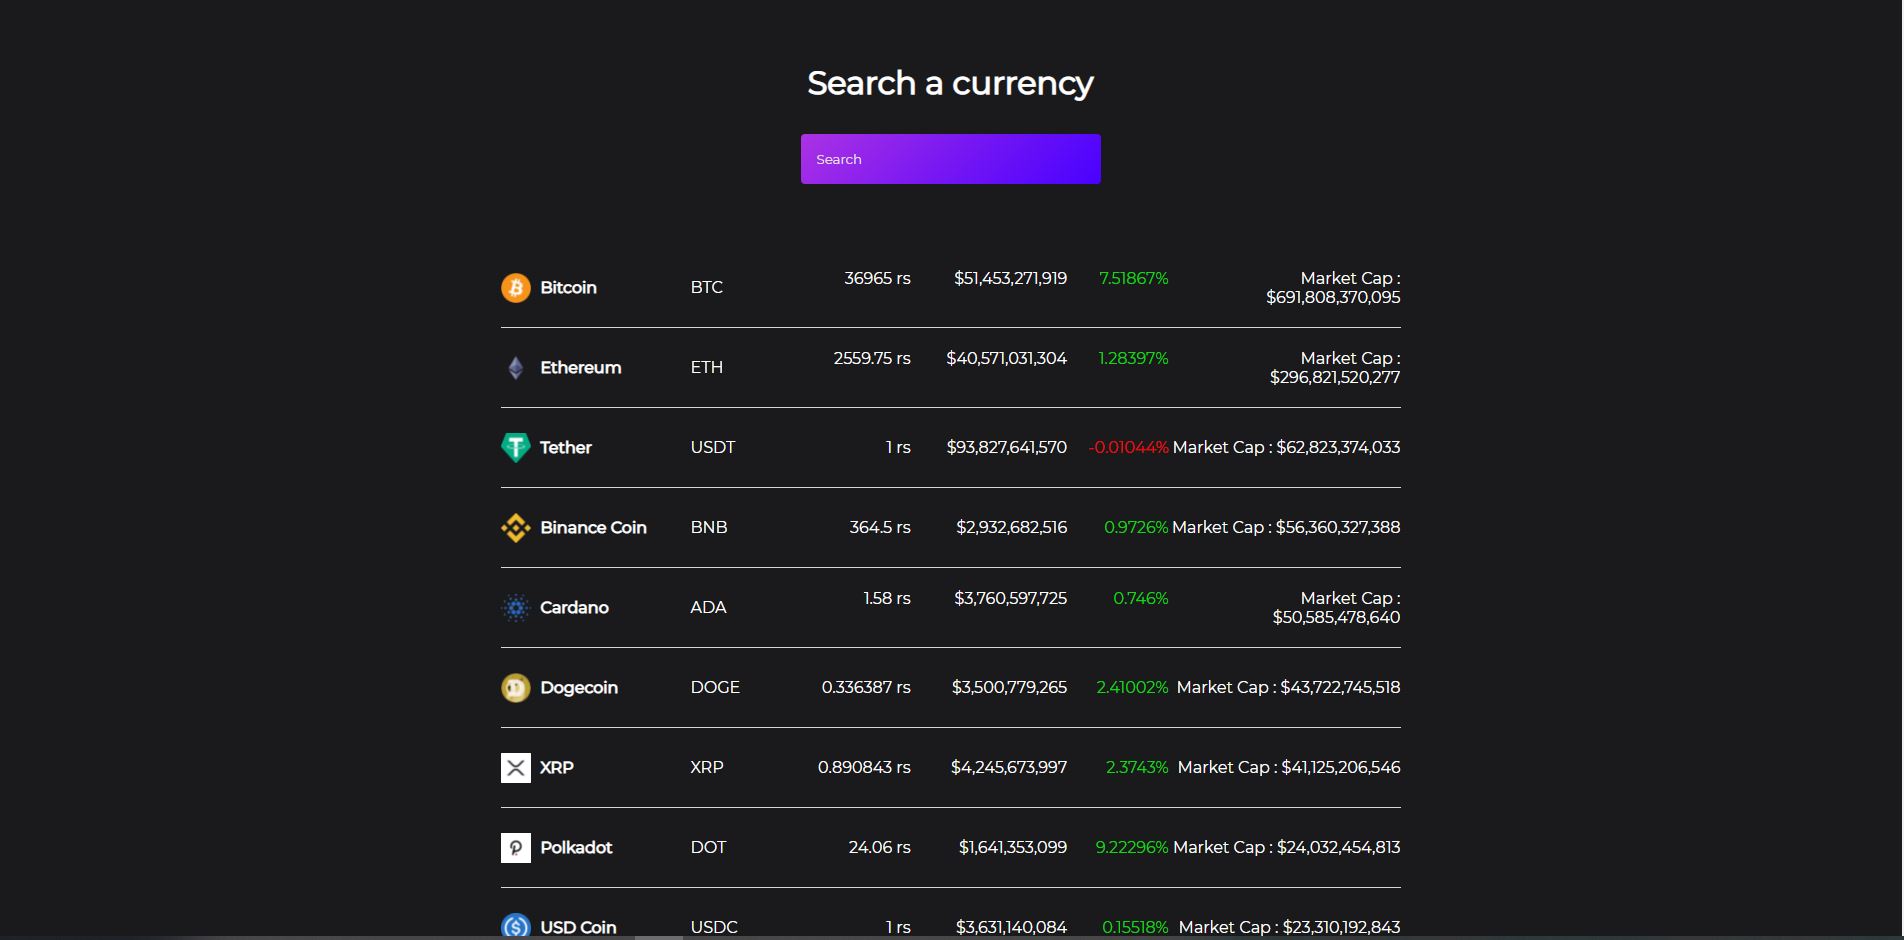 Search a currency
Search
Bitcoin BTC 36965 rs $51,453,271,919 7.51867% Market Cap :
$691,808,370,095
Ethereum ETH 2559.75 rs $40,571,031,304 1.28397% Market Cap :
$296,821,520,277
Tether USDT 1 rs $93,827,641,570 -0.01044% Market Cap : $62,823,374,033
Binance Coin BNB 364.5 rs $2,932,682,516 0.9726% Market Cap : $56,360,327,388
Cardano ADA 1.58 rs $3,760,597,725 0.746% Market Cap :
$50,585,478,640
Dogecoin DOGE 0.336387 rs $3,500,779,265 2.41002% Market Cap : $43,722,745,518
XRP XRP 0.890843 rs $4,245,673,997 2.3743% Market Cap : $41,125,206,546
Polkadot DOT 24.06 rs $1,641,353,099 9.22296% Market Cap : $24,032,454,813
USD Coin USDC 1 rs $3,631,140,084 0.15518% Market Cap : $23,310,192,843